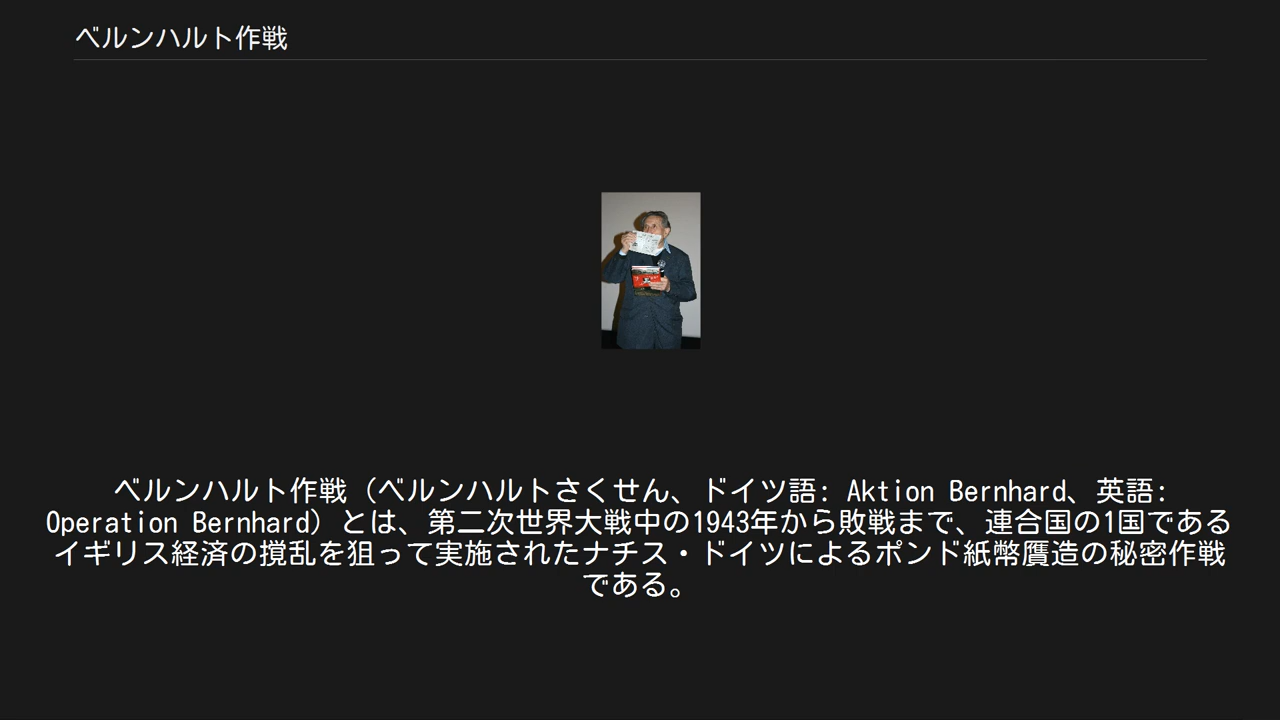 ベルンハルト作戦
ベルンハルト作戦（ベルンハルトさくせん、ドイツ語: Aktion Bernhard、英語:
Operation Bernhard）とは、第二次世界大戦中の1943年から敗戦まで、連合国の1国である
イギリス経済の撹乱を狙って実施されたナチス・ドイツによるポンド紙幣贋造の秘密作戦
である。